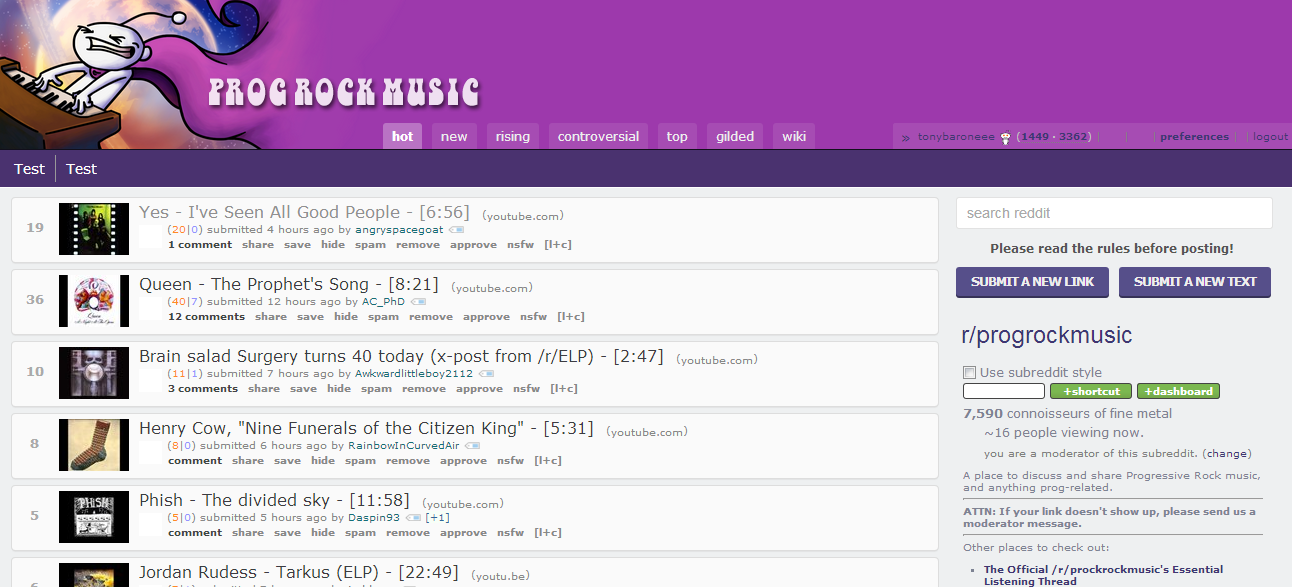 PROG ROCK MUSIC
hot new rising controversial top gilded wiki
» tonybaroneee (1449 · 3362) | | | preferences | logout
Test | Test
19
Yes - I've Seen All Good People - [6:56] (youtube.com)
(20|0) submitted 4 hours ago by angryspacegoat
1 comment share save hide spam remove approve nsfw [l+c]
36
Queen - The Prophet's Song - [8:21] (youtube.com)
(40|7) submitted 12 hours ago by AC_PhD
12 comments share save hide spam remove approve nsfw [l+c]
10
Brain salad Surgery turns 40 today (x-post from /r/ELP) - [2:47] (youtube.com)
(11|1) submitted 7 hours ago by Awkwardlittleboy2112
3 comments share save hide spam remove approve nsfw [l+c]
8
Henry Cow, "Nine Funerals of the Citizen King" - [5:31] (youtube.com)
(8|0) submitted 6 hours ago by RainbowInCurvedAir
comment share save hide spam remove approve nsfw [l+c]
5
PHISH
Phish - The divided sky - [11:58] (youtube.com)
(5|0) submitted 5 hours ago by Daspin93 [+1]
comment share save hide spam remove approve nsfw [l+c]
Jordan Rudess - Tarkus (ELP) - [22:49] (youtu.be)
search reddit
Please read the rules before posting!
SUBMIT A NEW LINK SUBMIT A NEW TEXT
r/progrockmusic
Use subreddit style
+shortcut +dashboard
7,590 connoisseurs of fine metal
~16 people viewing now.
you are a moderator of this subreddit. (change)
A place to discuss and share Progressive Rock music,
and anything prog-related.
ATTN: If your link doesn't show up, please send us a
moderator message.
Other places to check out:
The Official /r/prockrockmusic's Essential
Listening Thread